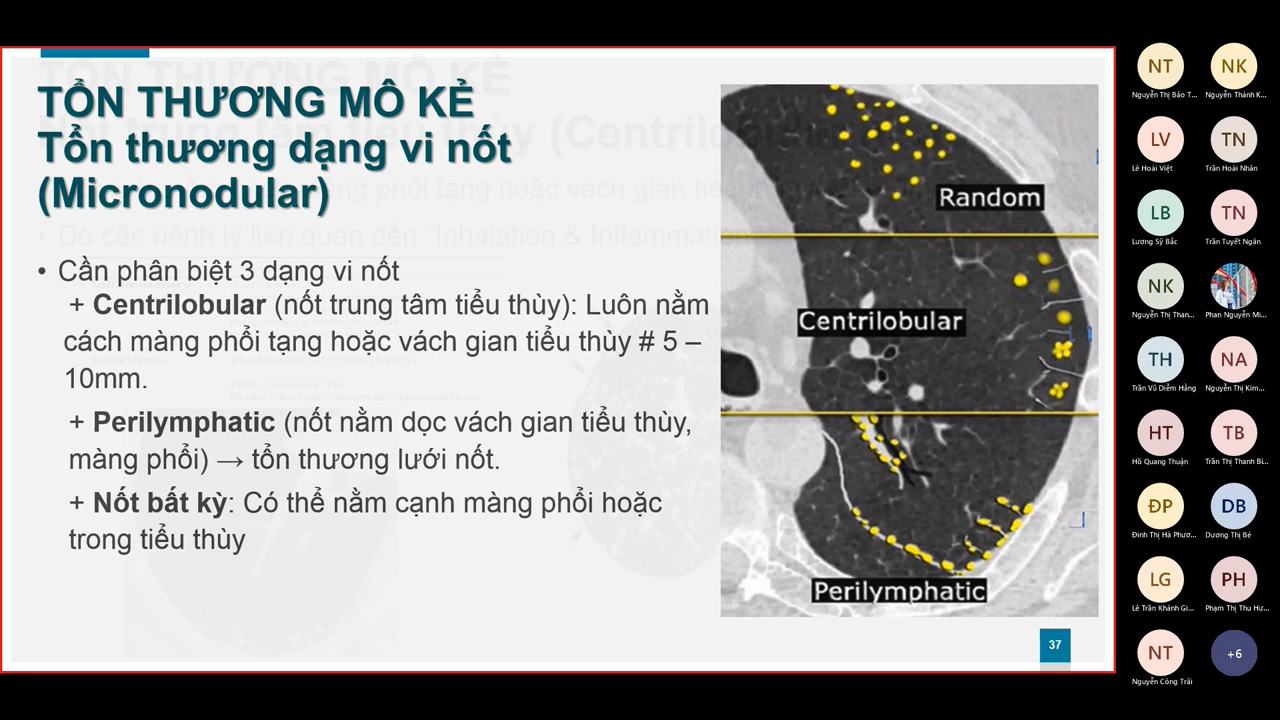 TỔN THƯƠNG MÔ KẺ
Tổn thương dạng vi nốt
(Micronodular)
• Cần phân biệt 3 dạng vi nốt
+ Centrilobular (nốt trung tâm tiểu thùy): Luôn nằm
cách màng phổi tạng hoặc vách gian tiểu thùy # 5 –
10mm.
+ Perilymphatic (nốt nằm dọc vách gian tiểu thùy,
màng phổi) → tổn thương lưới nốt.
+ Nốt bất kỳ: Có thể nằm cạnh màng phổi hoặc
trong tiểu thùy
Random
Centrilobular
Perilymphatic
37
NT NK
Nguyễn Thị Bảo T... Nguyễn Thành K...
LV TN
Lê Hoài Việt Trần Hoài Nhân
LB TN
Lương Sỹ Bắc Trần Tuyết Ngân
NK
Nguyễn Thị Than... Phan Nguyễn Mi...
TH NA
Trần Vũ Diễm Hằng Nguyễn Thị Kim...
HT TB
Hồ Quang Thuận Trần Thị Thanh Bì...
ĐP DB
Đinh Thị Hà Phươ... Dương Thị Bé
LG PH
Lê Trần Khánh Gi... Phạm Thị Thu Hư...
NT +6
Nguyễn Công Trãi